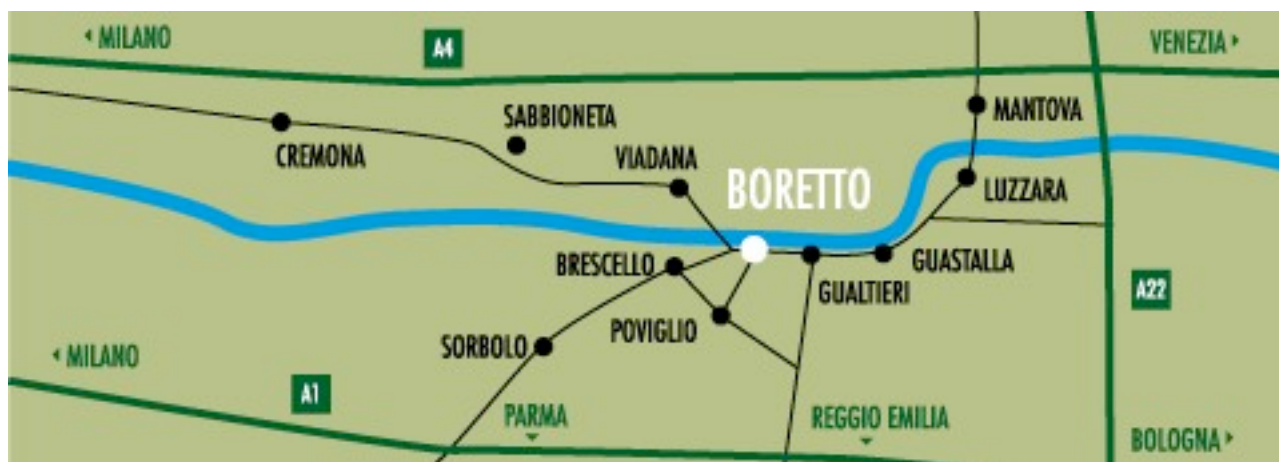 MILANO
A4
VENEZIA
SABBIONETA
MANTOVA
CREMONA
VIADANA
BORETTO
LUZZARA
BRESCELLO
GUASTALLA
GUALTIERI
A22
POVIGLIO
SORBOLO
MILANO
A1
PARMA
REGGIO EMILIA
BOLOGNA